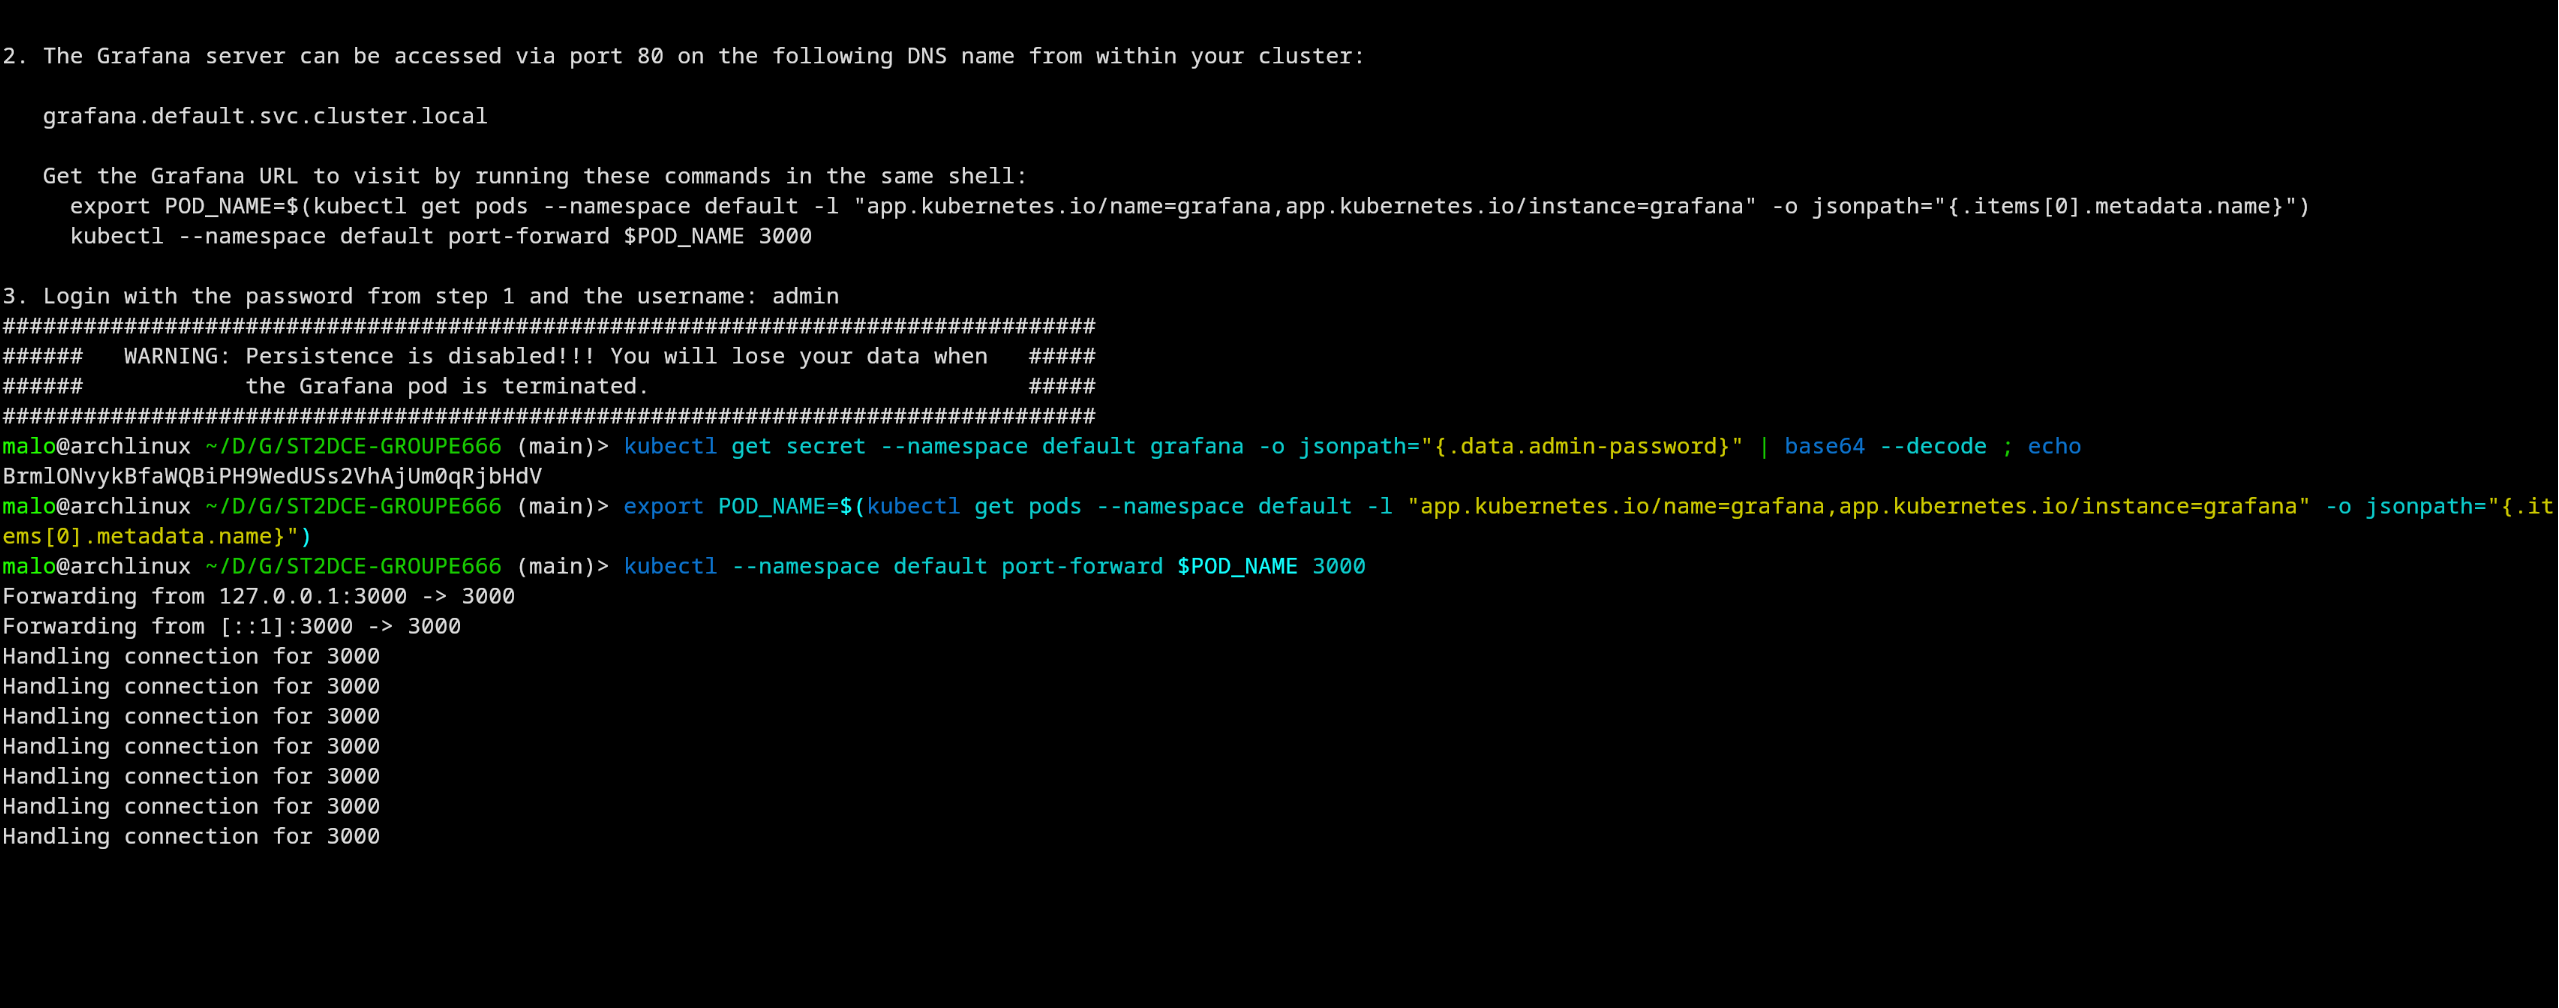 2. The Grafana server can be accessed via port 80 on the following DNS name from within your cluster:
grafana.default.svc.cluster.local
Get the Grafana URL to visit by running these commands in the same shell:
export POD_NAME=$(kubectl get pods --namespace default -l "app.kubernetes.io/name=grafana,app.kubernetes.io/instance=grafana" -o jsonpath="{.items[0].metadata.name}")
kubectl --namespace default port-forward $POD_NAME 3000
3. Login with the password from step 1 and the username: admin
#################################################################################
######   WARNING: Persistence is disabled!!! You will lose your data when   #####
######            the Grafana pod is terminated.                            #####
#################################################################################
malo@archlinux ~/D/G/ST2DCE-GROUPE666 (main)> kubectl get secret --namespace default grafana -o jsonpath="{.data.admin-password}" | base64 --decode ; echo
BrmlONvykBfaWQBiPH9WedUSs2VhAjUm0qRjbHdV
malo@archlinux ~/D/G/ST2DCE-GROUPE666 (main)> export POD_NAME=$(kubectl get pods --namespace default -l "app.kubernetes.io/name=grafana,app.kubernetes.io/instance=grafana" -o jsonpath="{.it
ems[0].metadata.name}")
malo@archlinux ~/D/G/ST2DCE-GROUPE666 (main)> kubectl --namespace default port-forward $POD_NAME 3000
Forwarding from 127.0.0.1:3000 -> 3000
Forwarding from [::1]:3000 -> 3000
Handling connection for 3000
Handling connection for 3000
Handling connection for 3000
Handling connection for 3000
Handling connection for 3000
Handling connection for 3000
Handling connection for 3000